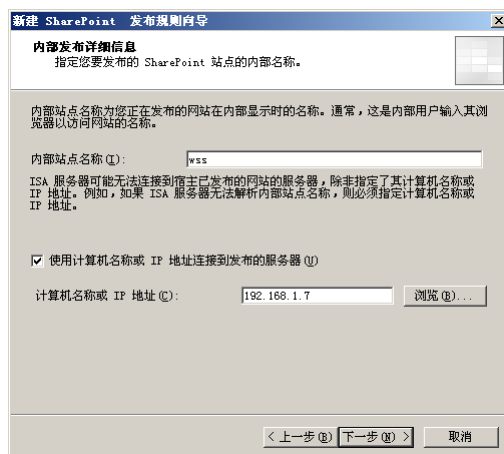 新建 SharePoint 发布规则向导
内部发布详细信息
指定您要发布的 SharePoint 站点的内部名称。
内部站点名称为您正在发布的网站在内部显示时的名称。通常，这是内部用户输入其浏
览器以访问网站的名称。
内部站点名称(I): wss
ISA 服务器可能无法连接到宿主已发布的网站的服务器，除非指定了其计算机名称或
IP 地址。例如，如果 ISA 服务器无法解析内部站点名称，则必须指定计算机名称或
IP 地址。
使用计算机名称或 IP 地址连接到发布的服务器(U)
计算机名称或 IP 地址(C): 192.168.1.7 浏览(B)...
< 上一步(B) 下一步(N) > 取消